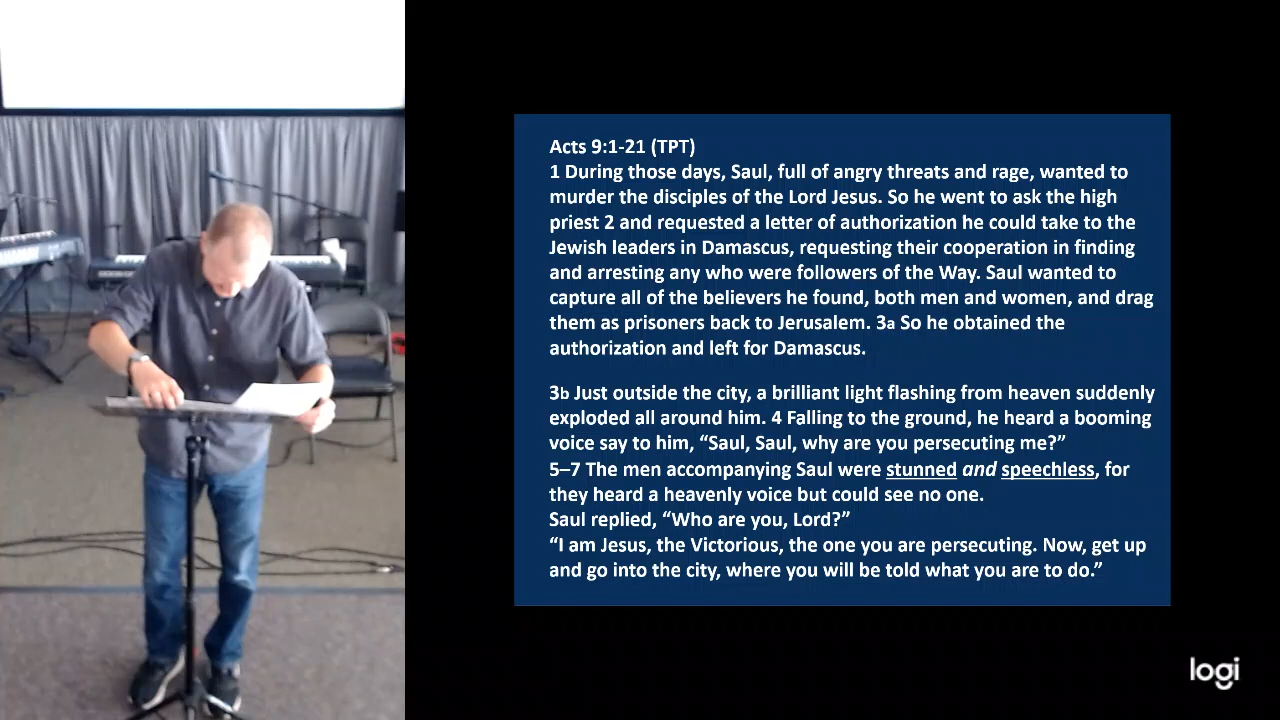 Acts 9:1-21 (TPT)
1 During those days, Saul, full of angry threats and rage, wanted to
murder the disciples of the Lord Jesus. So he went to ask the high
priest 2 and requested a letter of authorization he could take to the
Jewish leaders in Damascus, requesting their cooperation in finding
and arresting any who were followers of the Way. Saul wanted to
capture all of the believers he found, both men and women, and drag
them as prisoners back to Jerusalem. 3a So he obtained the
authorization and left for Damascus.
3b Just outside the city, a brilliant light flashing from heaven suddenly
exploded all around him. 4 Falling to the ground, he heard a booming
voice say to him, “Saul, Saul, why are you persecuting me?”
5–7 The men accompanying Saul were stunned and speechless, for
they heard a heavenly voice but could see no one.
Saul replied, “Who are you, Lord?”
“I am Jesus, the Victorious, the one you are persecuting. Now, get up
and go into the city, where you will be told what you are to do.”
logi